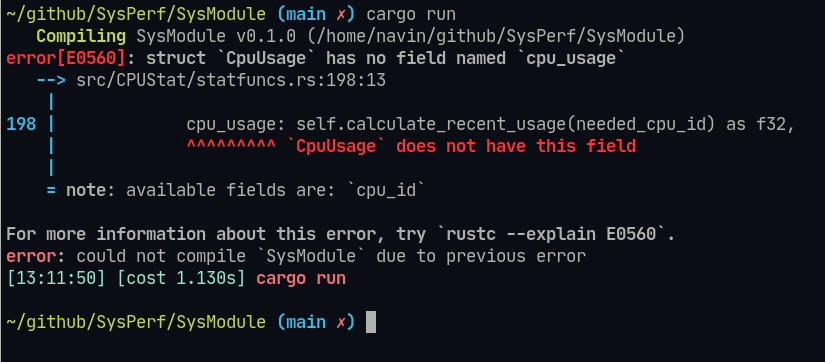 ~/github/SysPerf/SysModule (main ✗) cargo run
   Compiling SysModule v0.1.0 (/home/navin/github/SysPerf/SysModule)
error[E0560]: struct `CpuUsage` has no field named `cpu_usage`
   --> src/CPUStat/statfuncs.rs:198:13
    |
198 |             cpu_usage: self.calculate_recent_usage(needed_cpu_id) as f32,
    |             ^^^^^^^^^ `CpuUsage` does not have this field
    |
    = note: available fields are: `cpu_id`

For more information about this error, try `rustc --explain E0560`.
error: could not compile `SysModule` due to previous error
[13:11:50] [cost 1.130s] cargo run

~/github/SysPerf/SysModule (main ✗)